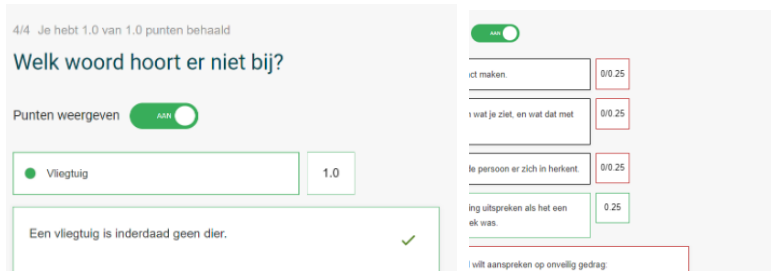 4/4 Je hebt 1.0 van 1.0 punten behaald
Welk woord hoort er niet bij?
Punten weergeven AAN
Vliegtuig 1.0
Een vliegtuig is inderdaad geen dier.
AAN
ct maken. 0/0.25
wat je ziet, en wat dat met 0/0.25
de persoon er zich in herkent. 0/0.25
ing uitspreken als het een 0.25
ek was.
wilt aanspreken op onveilig gedrag: